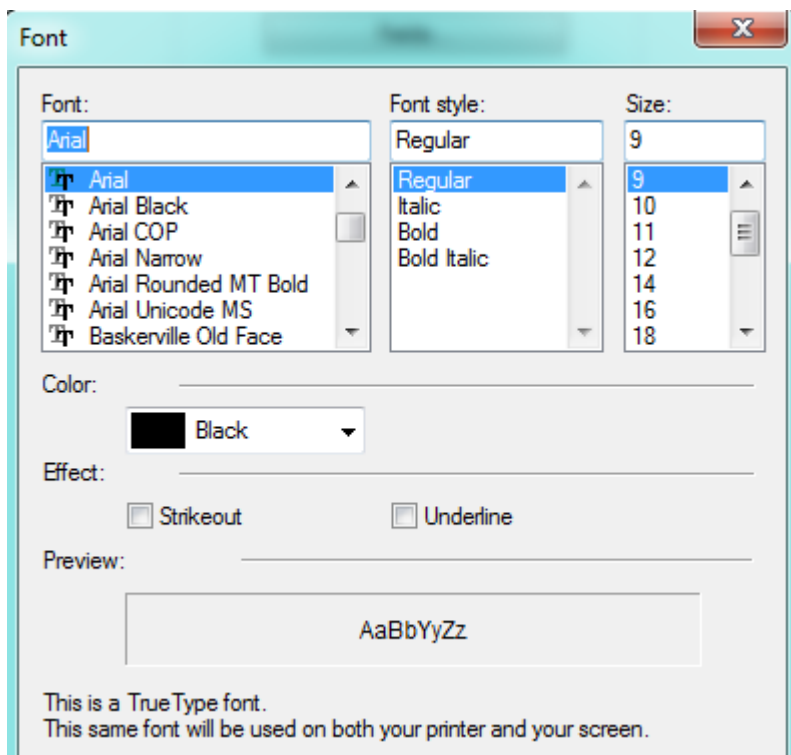 Font
Font: Font style: Size:
Arial Regular 9
Arial Regular 9
Arial Black Italic 10
Arial COP Bold 11
Arial Narrow Bold Italic 12
Arial Rounded MT Bold 14
Arial Unicode MS 16
Baskerville Old Face 18
Color:
Black
Effect:
Strikeout Underline
Preview:
AaBbYyZz
This is a TrueType font.
This same font will be used on both your printer and your screen.